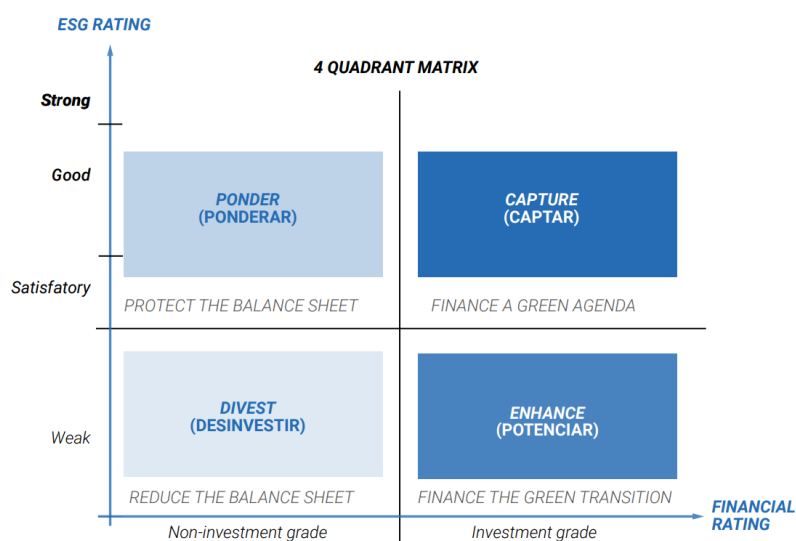 ESG RATING
4 QUADRANT MATRIX
Strong
Good
PONDER
(PONDERAR)
CAPTURE
(CAPTAR)
Satisfatory
PROTECT THE BALANCE SHEET
FINANCE A GREEN AGENDA
DIVEST
(DESINVESTIR)
ENHANCE
(POTENCIAR)
Weak
REDUCE THE BALANCE SHEET
FINANCE THE GREEN TRANSITION
FINANCIAL
RATING
Non-investment grade
Investment grade